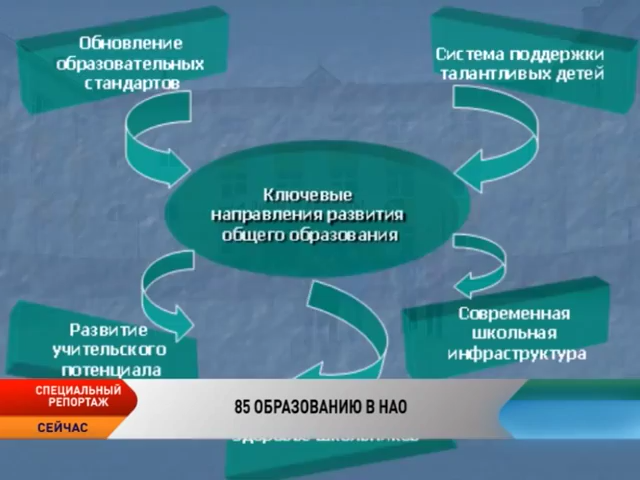 Обновление
образовательных
стандартов
Система поддержки
талантливых детей
Ключевые
направления развития
общего образования
Развитие
учительского
потенциала
Современная
школьная
инфраструктура
СПЕЦИАЛЬНЫЙ
РЕПОРТАЖ
85 ОБРАЗОВАНИЮ В НАО
СЕЙЧАС
школьников